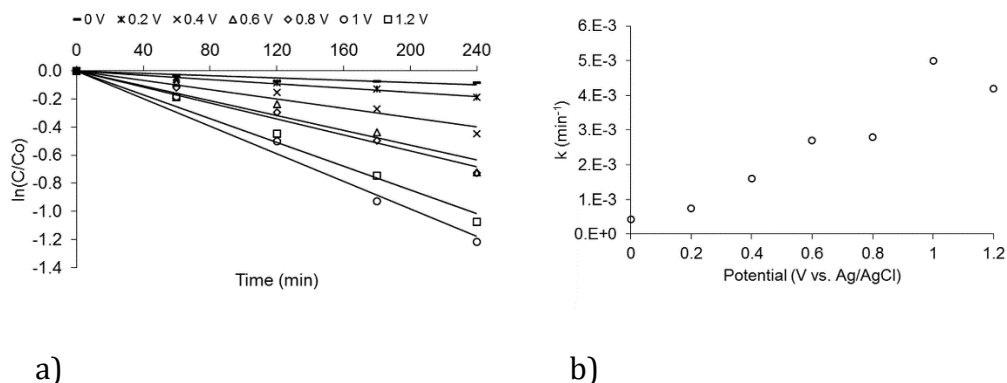 0 V 0.2 V 0.4 V 0.6 V 0.8 V 1 V 1.2 V
0 40 80 120 160 200 240
0.0
-0.2
-0.4
-0.6
-0.8
-1.0
-1.2
-1.4
ln(C/Co)
Time (min)
a)
6.E-3
5.E-3
4.E-3
3.E-3
2.E-3
1.E-3
0.E+0
k (min⁻¹)
0 0.2 0.4 0.6 0.8 1 1.2
Potential (V vs. Ag/AgCl)
b)